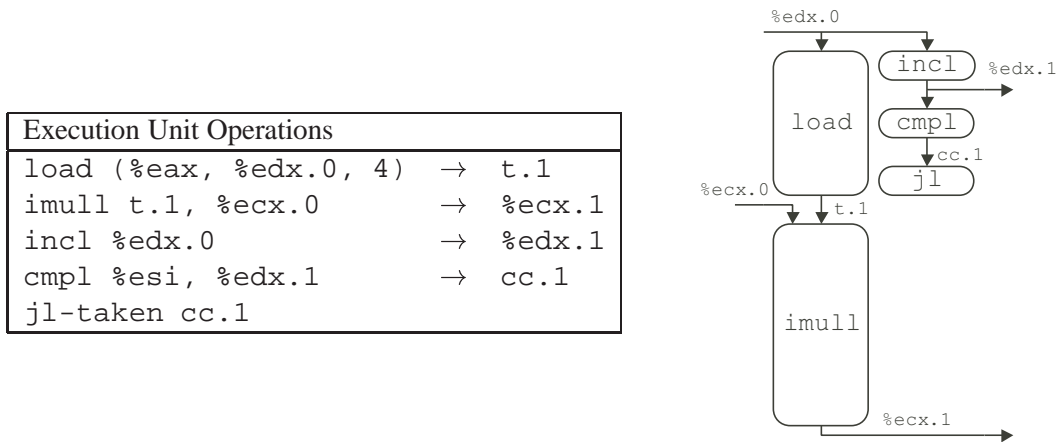 Execution Unit Operations
load (%eax, %edx.0, 4) → t.1
imull t.1, %ecx.0 → %ecx.1
incl %edx.0 → %edx.1
cmpl %esi, %edx.1 → cc.1
jl-taken cc.1
%edx.0
incl
%edx.1
load
cmpl
cc.1
jl
%ecx.0
t.1
imull
%ecx.1